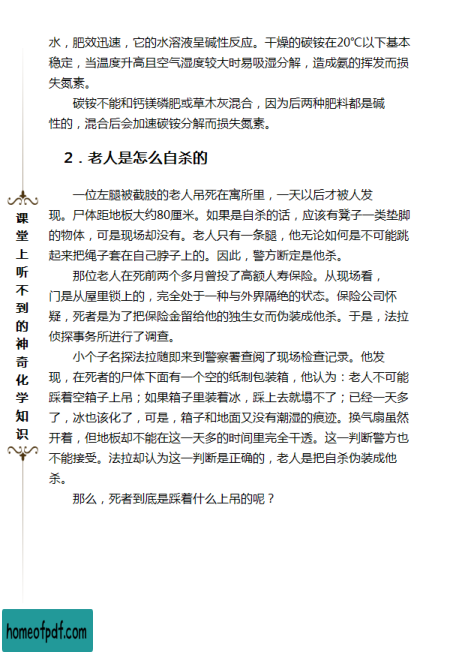 水，肥效迅速，它的水溶液呈碱性反应。干燥的碳铵在20℃以下基本
稳定，当温度升高且空气湿度较大时易吸湿分解，造成氨的挥发而损
失氮素。
碳铵不能和钙镁磷肥或草木灰混合，因为后两种肥料都是碱
性的，混合后会加速碳铵分解而损失氮素。
2．老人是怎么自杀的
一位左腿被截肢的老人吊死在寓所里，一天以后才被人发
现。尸体距地板大约80厘米。如果是自杀的话，应该有凳子一类垫脚
的物体，可是现场却没有。老人只有一条腿，他无论如何是不可能跳
起来把绳子套在自己脖子上的。因此，警方断定是他杀。
那位老人在死前两个多月曾投了高额人寿保险。从现场看，
门是从屋里锁上的，完全处于一种与外界隔绝的状态。保险公司怀
疑，死者是为了把保险金留给他的独生女而伪装成他杀。于是，法拉
侦探事务所进行了调查。
小个子名探法拉随即来到警察署查阅了现场检查记录。他发
现，在死者的尸体下面有一个空的纸制包装箱，他认为：老人不可能
踩着空箱子上吊；如果箱子里装着冰，踩上去就塌不了；已经一天多
了，冰也该化了，可是，箱子和地面又没有潮湿的痕迹。换气扇虽然
开着，但地板却不能在这一天多的时间里完全干透。这一判断警方也
不能接受。法拉却认为这一判断是正确的，老人是把自杀伪装成他
杀。
那么，死者到底是踩着什么上吊的呢？
课堂上听不到的神奇化学知识
homeofpdf.com